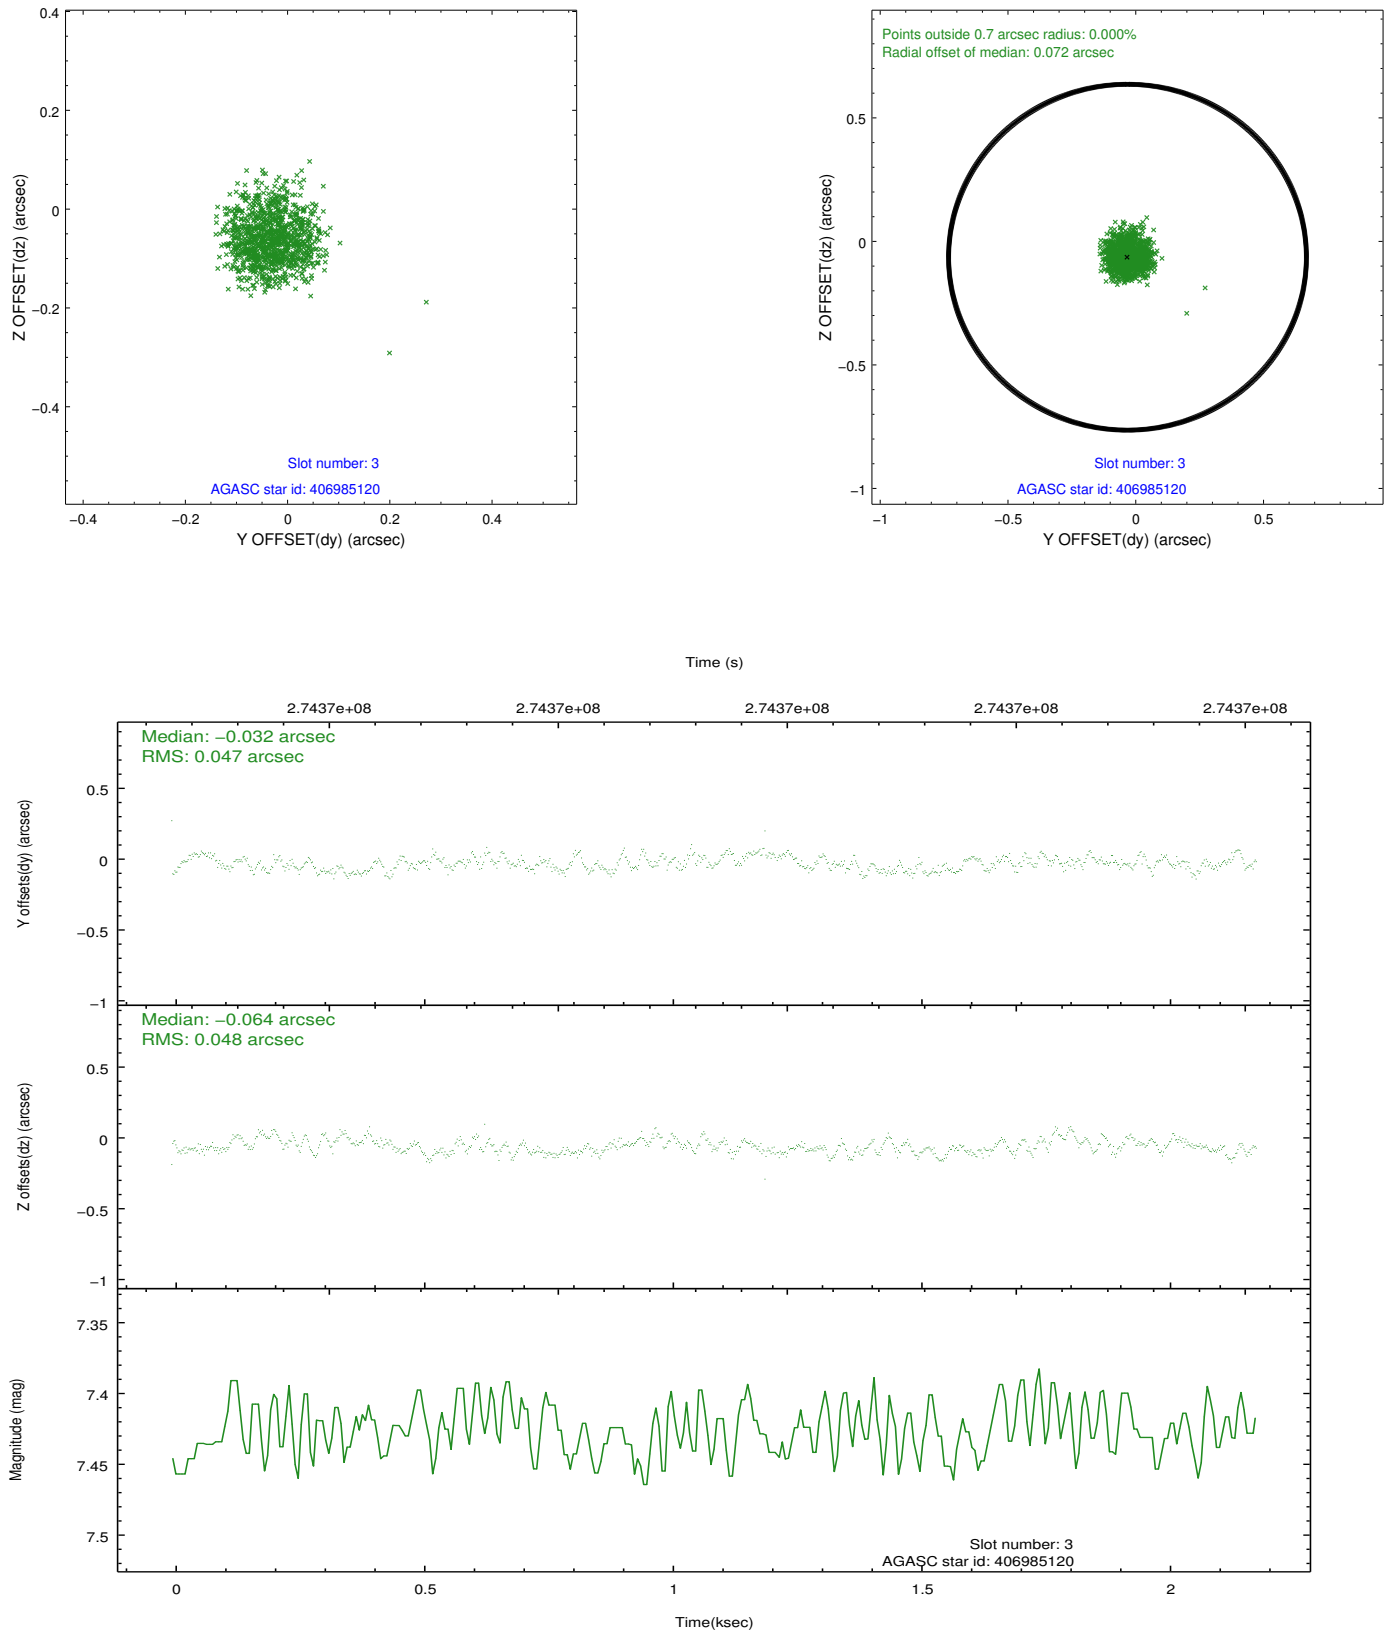 0.4
0.2
0
−0.2
−0.4
Z OFFSET(dz) (arcsec)
Slot number: 3
AGASC star id: 406985120
−0.4
−0.2
0
0.2
0.4
Y OFFSET(dy) (arcsec)
Points outside 0.7 arcsec radius: 0.000%
Radial offset of median: 0.072 arcsec
0.5
0
−0.5
−1
Z OFFSET(dz) (arcsec)
Slot number: 3
AGASC star id: 406985120
−1
−0.5
0
0.5
Y OFFSET(dy) (arcsec)
Time (s)
2.7437e+08
2.7437e+08
2.7437e+08
2.7437e+08
2.7437e+08
Median: −0.032 arcsec
RMS: 0.047 arcsec
0.5
0
−0.5
−1
Y offsets(dy) (arcsec)
Median: −0.064 arcsec
RMS: 0.048 arcsec
0.5
0
−0.5
−1
Z offsets(dz) (arcsec)
7.35
7.4
7.45
7.5
Magnitude (mag)
Slot number: 3
AGASC star id: 406985120
0
0.5
1
1.5
2
Time(ksec)